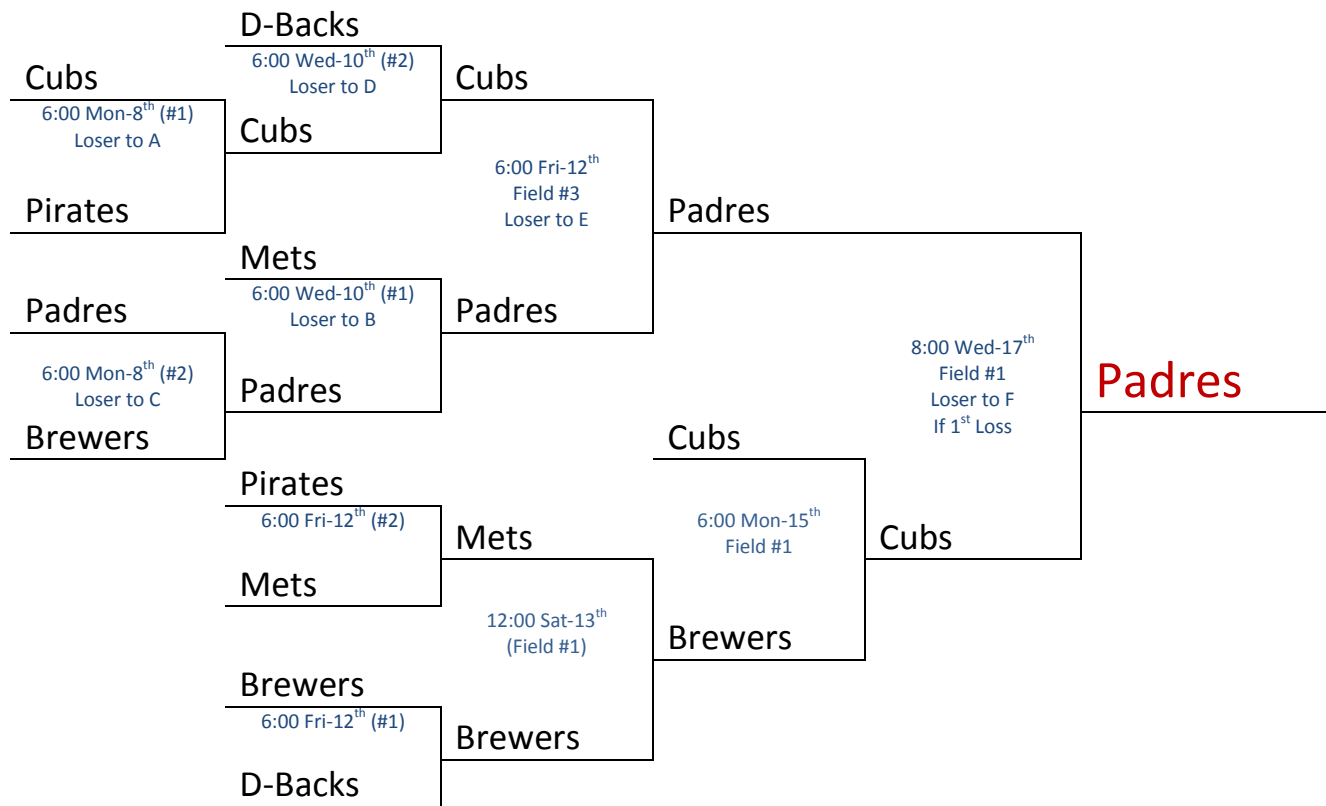 D-Backs
6:00 Wed-10th (#2)
Loser to D
Cubs
Cubs
6:00 Mon-8th (#1)
Loser to A
Cubs
6:00 Fri-12th
Field #3
Loser to E
Pirates
Padres
Mets
6:00 Wed-10th (#1)
Loser to B
Padres
Padres
8:00 Wed-17th
Field #1
Loser to F
If 1st Loss
Padres
6:00 Mon-8th (#2)
Loser to C
Padres
Brewers
Cubs
Pirates
6:00 Fri-12th (#2)
Mets
6:00 Mon-15th
Field #1
Cubs
Mets
12:00 Sat-13th
(Field #1)
Brewers
Brewers
6:00 Fri-12th (#1)
Brewers
D-Backs